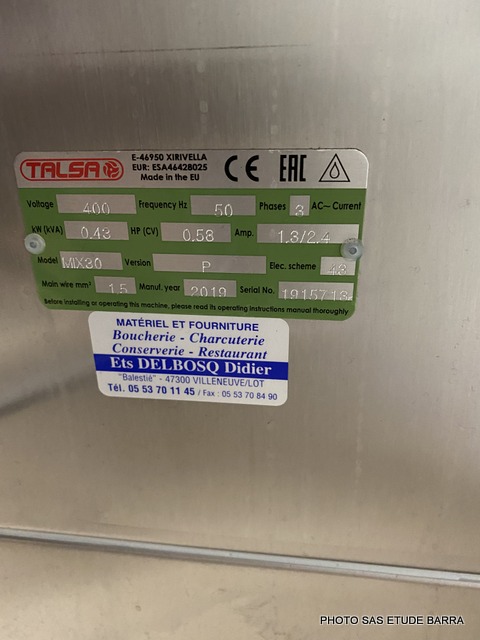 TALSA
E-46950 XIRIVELLA
EUR: ESA46428025
Made in the EU
CE EAC
Voltage 400 Frequency Hz 50 Phases 3 AC~ Current
kW (kVA) 0.43 HP (CV) 0.58 Amp. 1.3/2.4
Model MIX30 Version P Elec. scheme
Main wire mm² 1.5 Manuf. year 2019 Serial No.
Before installing or operating this machine, please read its operating instructions manual thoroughly
MATÉRIEL ET FOURNITURE
Boucherie - Charcuterie
Conserverie - Restaurant
Ets DELBOSQ Didier
"Balestié" - 47300 VILLENEUVE/LOT
Tél. 05 53 70 11 45 / Fax : 05 53 70 84 90
PHOTO SAS ETUDE BARRA